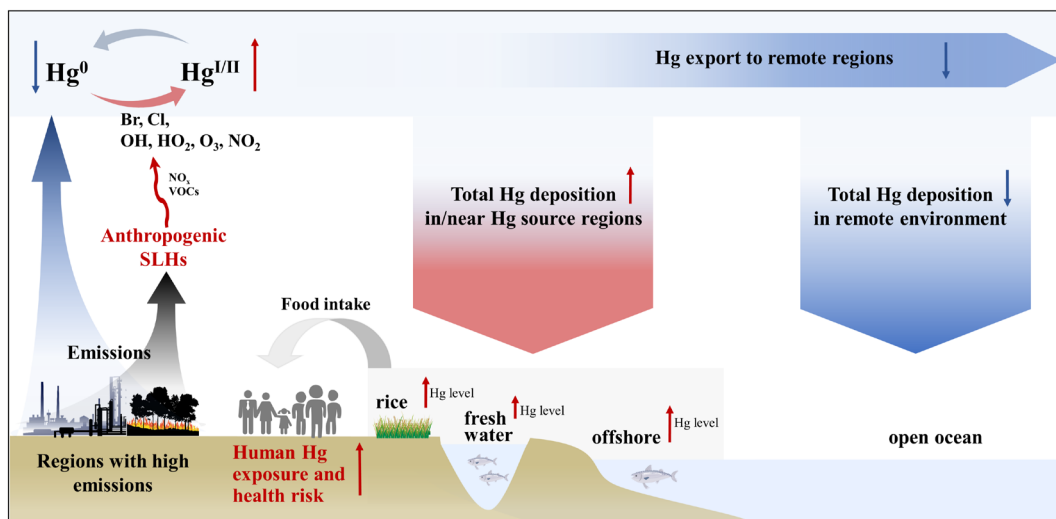 Hg⁰
Hgᴵ/ᴵᴵ
Hg export to remote regions
Br, Cl,
OH, HO₂, O₃, NO₂
NOₓ
VOCs
Anthropogenic
SLHs
Total Hg deposition
in/near Hg source regions
Total Hg deposition
in remote environment
Food intake
Emissions
rice
Hg level
fresh
water
Hg level
offshore
Hg level
open ocean
Regions with high
emissions
Human Hg
exposure and
health risk